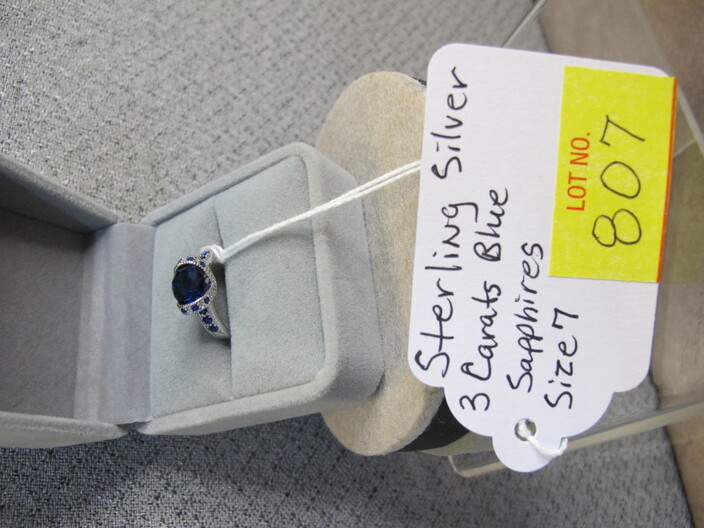 LOT NO.
807
Sterling Silver
3 Carats Blue
Sapphires
Size 7